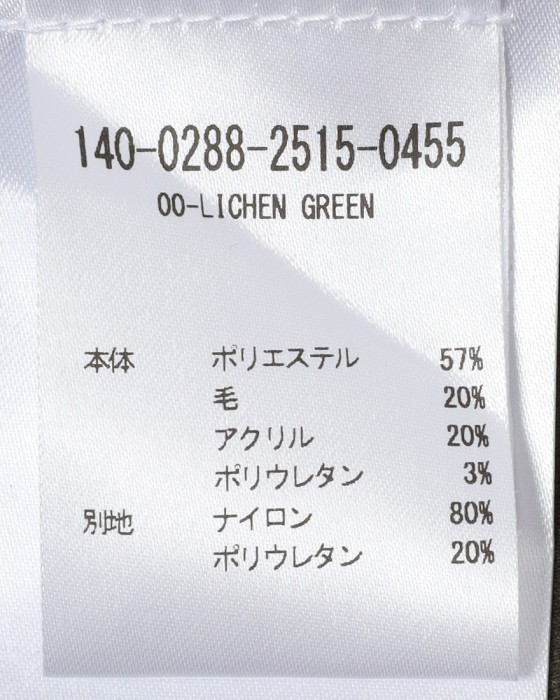 140-0288-2515-0455
00-LICHEN GREEN
本体 ポリエステル 57%
毛 20%
アクリル 20%
ポリウレタン 3%
別地 ナイロン 80%
ポリウレタン 20%